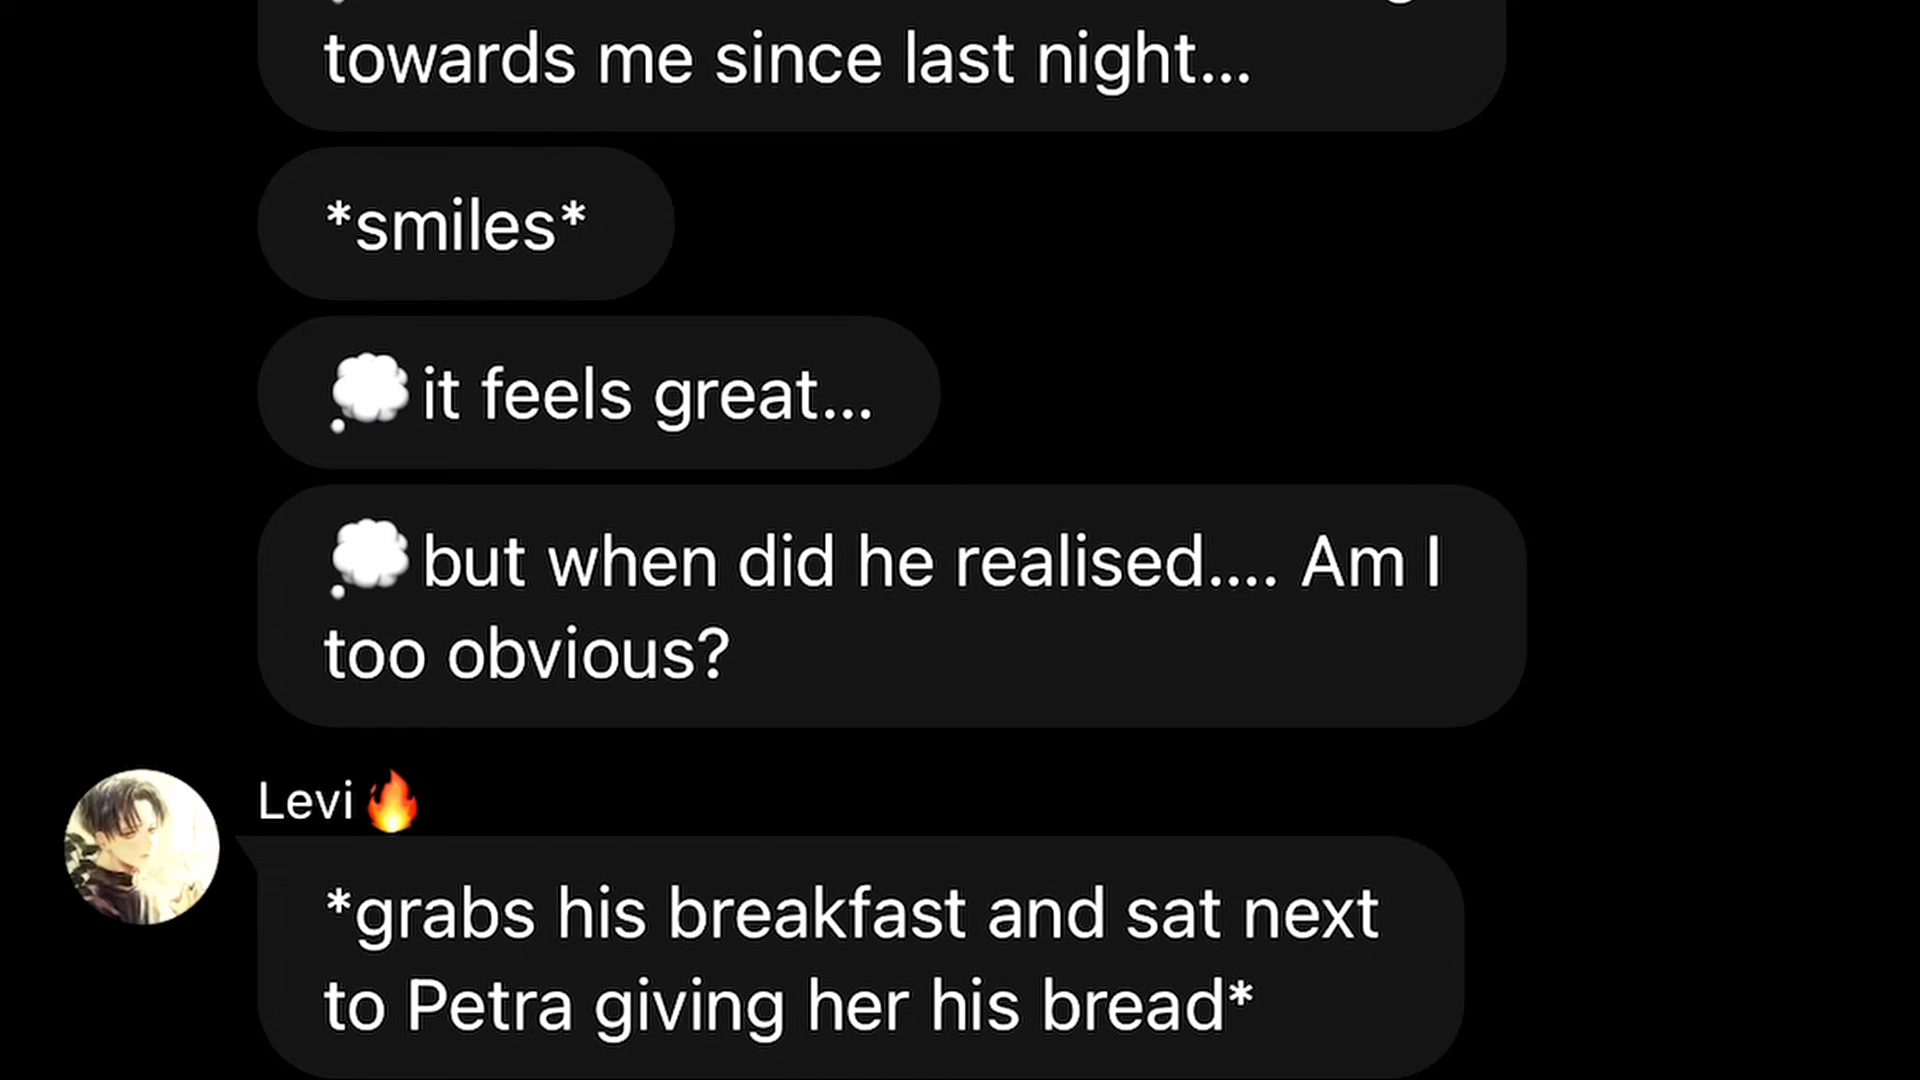 towards me since last night...
*smiles*
💭it feels great...
💭but when did he realised.... Am I
too obvious?
Levi🔥
*grabs his breakfast and sat next
to Petra giving her his bread*